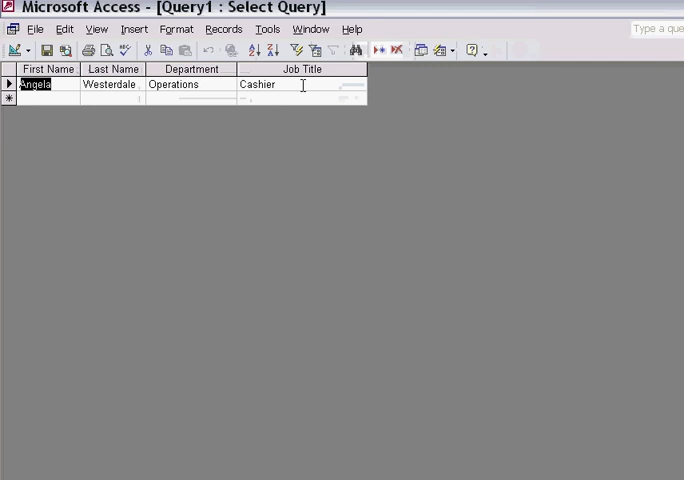 Microsoft Access - [Query1 : Select Query]
File Edit View Insert Format Records Tools Window Help
Type a que
First Name Last Name Department Job Title
Angela Westerdale Operations Cashier